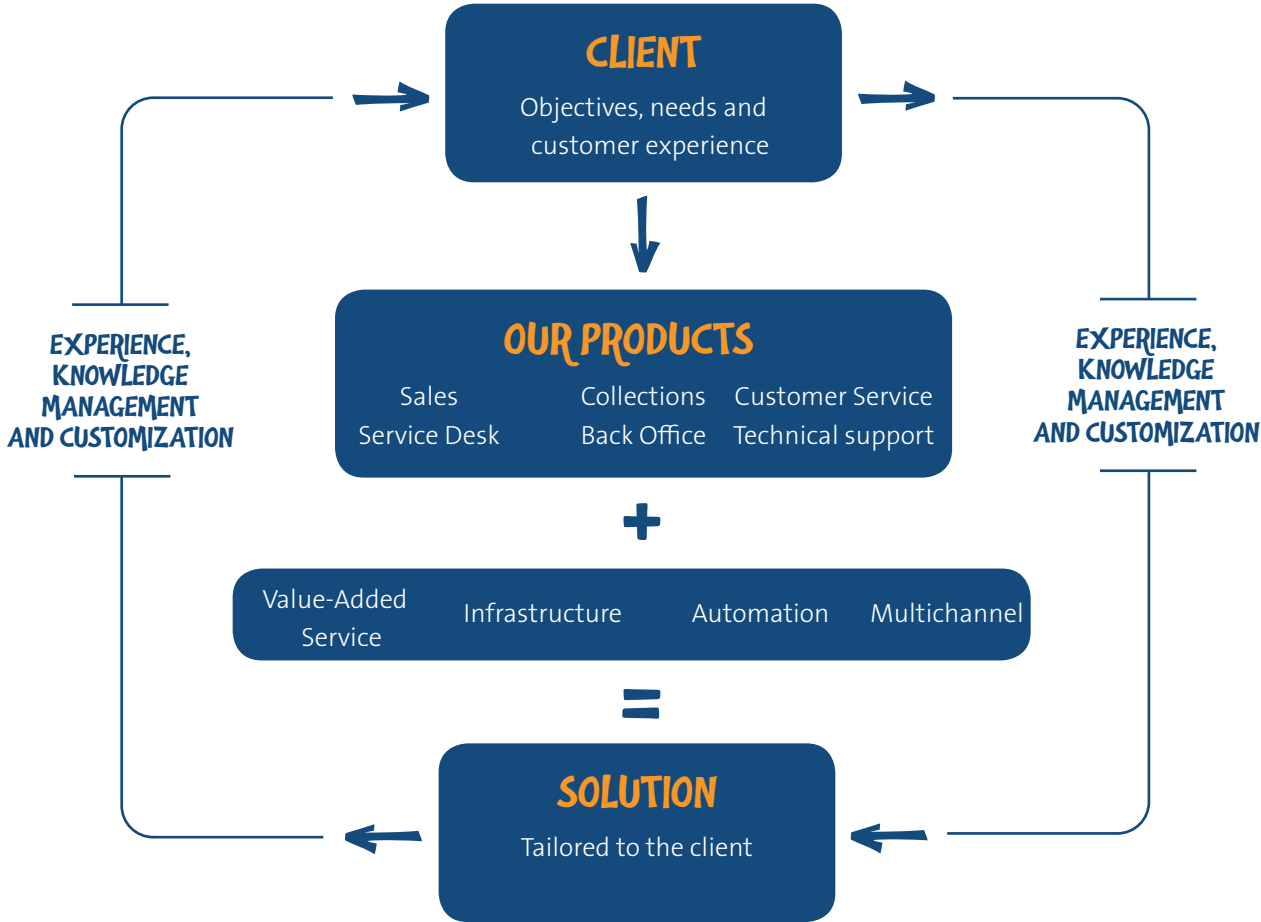 CLIENT
Objectives, needs and
customer experience
EXPERIENCE,
KNOWLEDGE
MANAGEMENT
AND CUSTOMIZATION
OUR PRODUCTS
Sales Collections Customer Service
Service Desk Back Office Technical support
EXPERIENCE,
KNOWLEDGE
MANAGEMENT
AND CUSTOMIZATION
+
Value-Added
Service
Infrastructure
Automation
Multichannel
=
SOLUTION
Tailored to the client